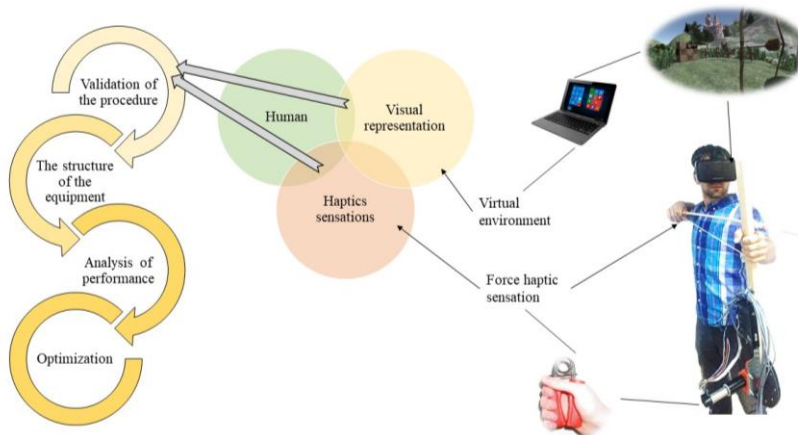 Validation of
the procedure
The structure
of the
equipment
Analysis of
performance
Optimization
Human
Visual
representation
Haptics
sensations
Virtual
environment
Force haptic
sensation